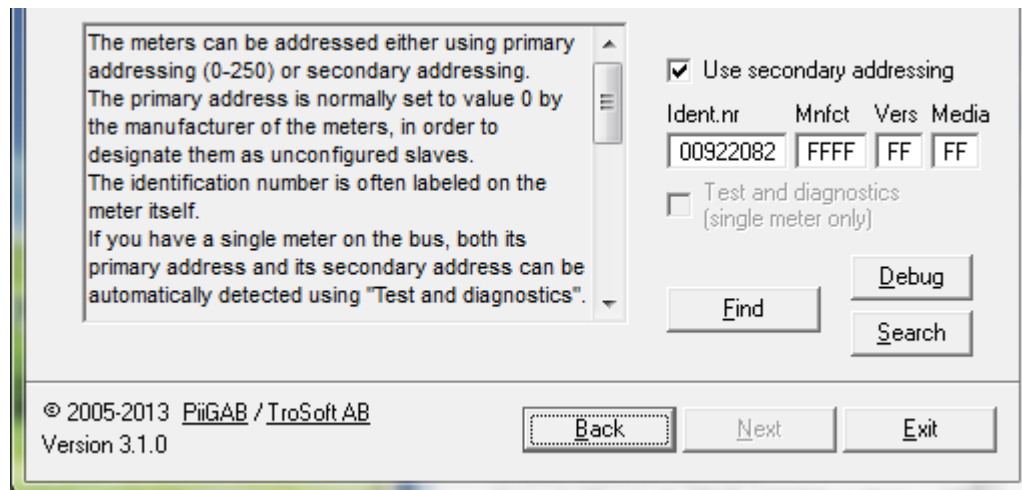 The meters can be addressed either using primary
addressing (0-250) or secondary addressing.
The primary address is normally set to value 0 by
the manufacturer of the meters, in order to
designate them as unconfigured slaves.
The identification number is often labeled on the
meter itself.
If you have a single meter on the bus, both its
primary address and its secondary address can be
automatically detected using "Test and diagnostics".
Use secondary addressing
Ident.nr Mnfct Vers Media
00922082 FFFF FF FF
Test and diagnostics
(single meter only)
Debug
Find
Search
© 2005-2013 PiiGAB / TroSoft AB
Version 3.1.0
Back Next Exit